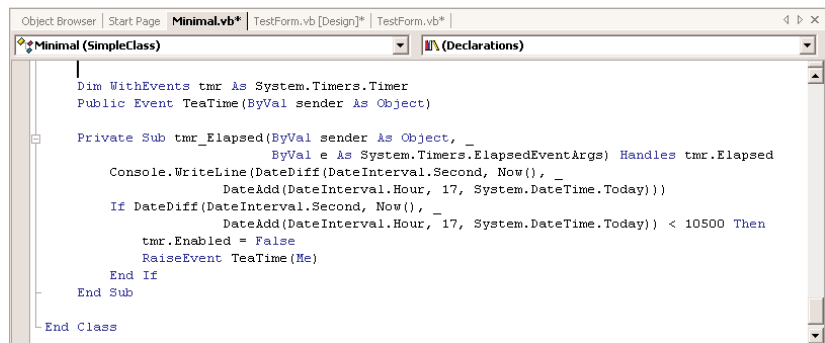 Object Browser | Start Page | Minimal.vb* | TestForm.vb [Design]* | TestForm.vb* |
Minimal (SimpleClass) (Declarations)
Dim WithEvents tmr As System.Timers.Timer
Public Event TeaTime(ByVal sender As Object)
Private Sub tmr_Elapsed(ByVal sender As Object, _
ByVal e As System.Timers.ElapsedEventArgs) Handles tmr.Elapsed
Console.WriteLine(DateDiff(DateInterval.Second, Now(), _
DateAdd(DateInterval.Hour, 17, System.DateTime.Today)))
If DateDiff(DateInterval.Second, Now(), _
DateAdd(DateInterval.Hour, 17, System.DateTime.Today)) < 10500 Then
tmr.Enabled = False
RaiseEvent TeaTime(Me)
End If
End Sub
End Class